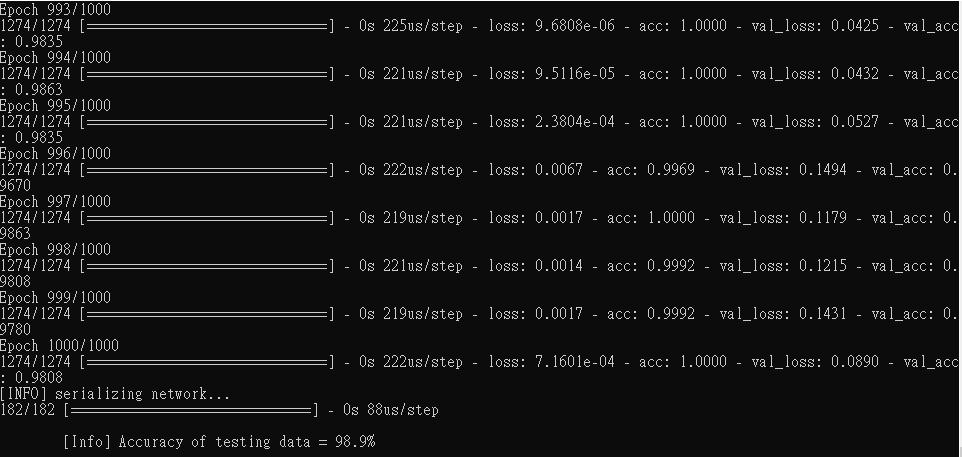 Epoch 993/1000
1274/1274 [==============================] - 0s 225us/step - loss: 9.6808e-06 - acc: 1.0000 - val_loss: 0.0425 - val_acc
: 0.9835
Epoch 994/1000
1274/1274 [==============================] - 0s 221us/step - loss: 9.5116e-05 - acc: 1.0000 - val_loss: 0.0432 - val_acc
: 0.9863
Epoch 995/1000
1274/1274 [==============================] - 0s 221us/step - loss: 2.3804e-04 - acc: 1.0000 - val_loss: 0.0527 - val_acc
: 0.9835
Epoch 996/1000
1274/1274 [==============================] - 0s 222us/step - loss: 0.0067 - acc: 0.9969 - val_loss: 0.1494 - val_acc: 0.
9670
Epoch 997/1000
1274/1274 [==============================] - 0s 219us/step - loss: 0.0017 - acc: 1.0000 - val_loss: 0.1179 - val_acc: 0.
9863
Epoch 998/1000
1274/1274 [==============================] - 0s 221us/step - loss: 0.0014 - acc: 0.9992 - val_loss: 0.1215 - val_acc: 0.
9808
Epoch 999/1000
1274/1274 [==============================] - 0s 219us/step - loss: 0.0017 - acc: 0.9992 - val_loss: 0.1431 - val_acc: 0.
9780
Epoch 1000/1000
1274/1274 [==============================] - 0s 222us/step - loss: 7.1601e-04 - acc: 1.0000 - val_loss: 0.0890 - val_acc
: 0.9808
[INFO] serializing network...
182/182 [==============================] - 0s 88us/step
[Info] Accuracy of testing data = 98.9%